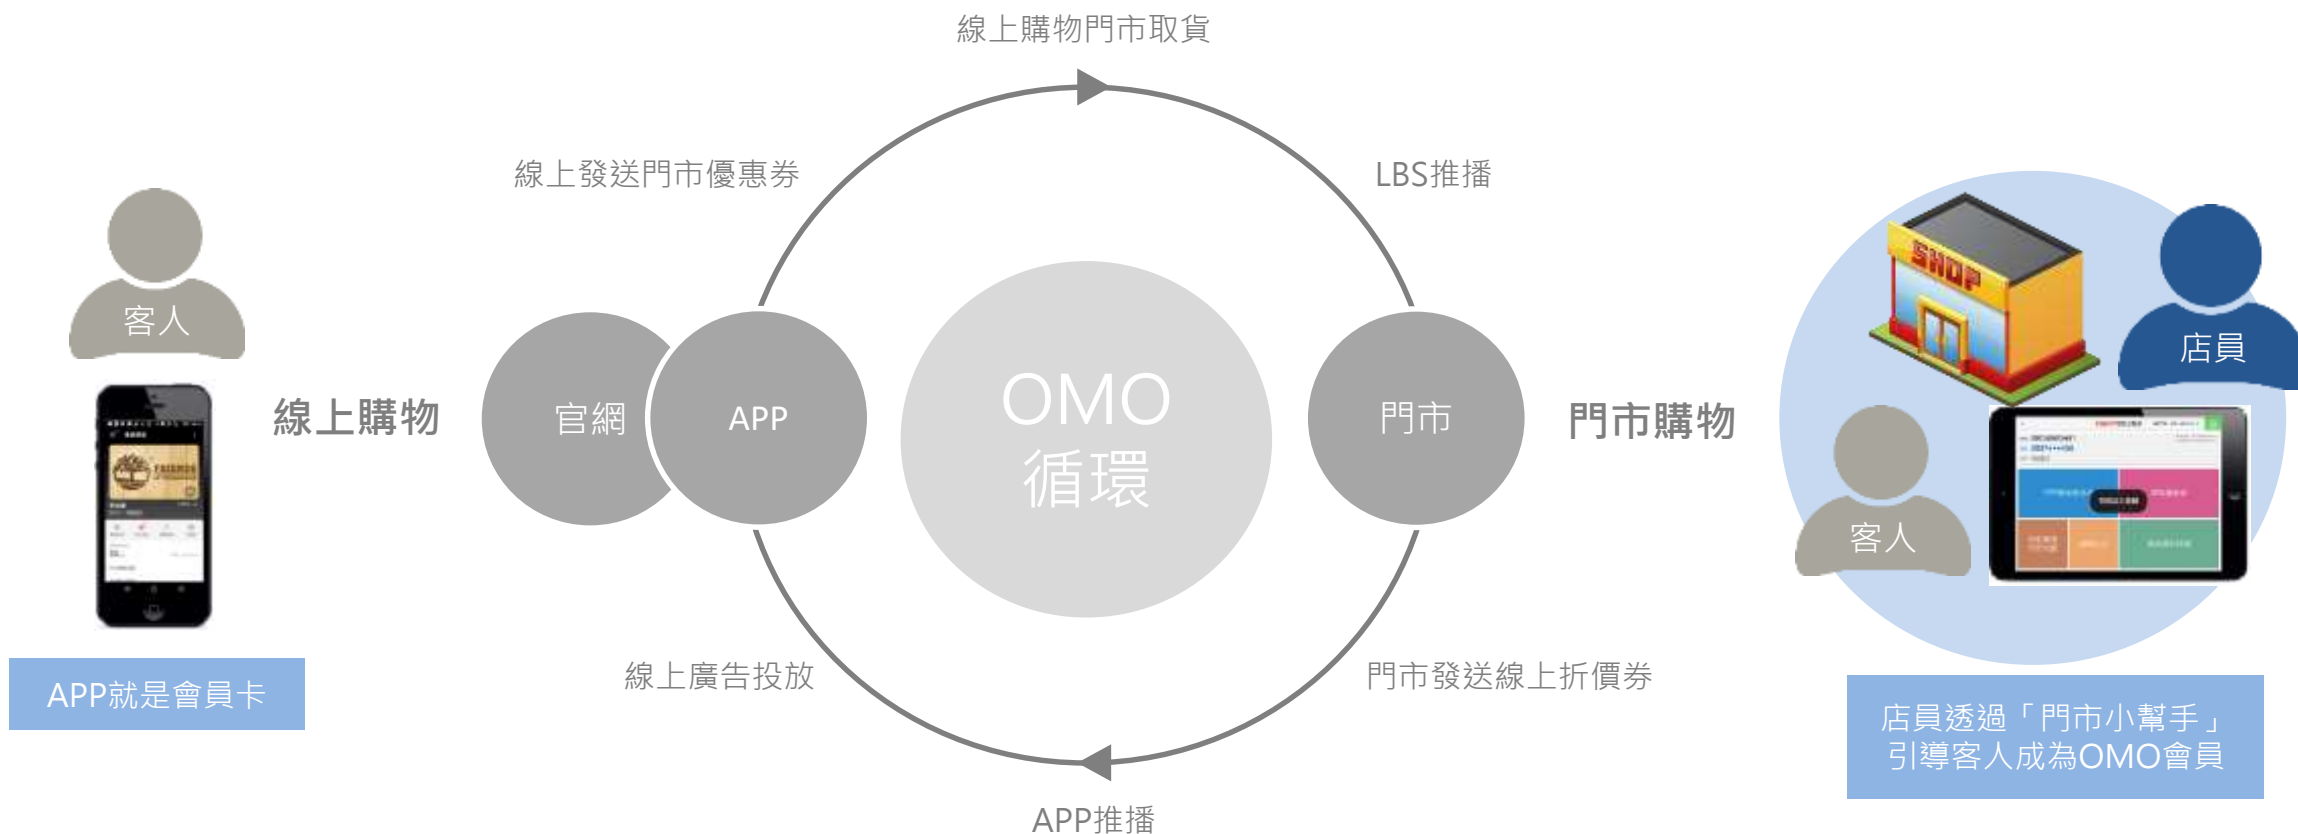 線上購物門市取貨
線上發送門市優惠券
LBS推播
SHOP
客人
店員
OMO
循環
線上購物
官網
APP
門市
門市購物
客人
線上廣告投放
門市發送線上折價券
APP就是會員卡
店員透過「門市小幫手」
引導客人成為OMO會員
APP推播